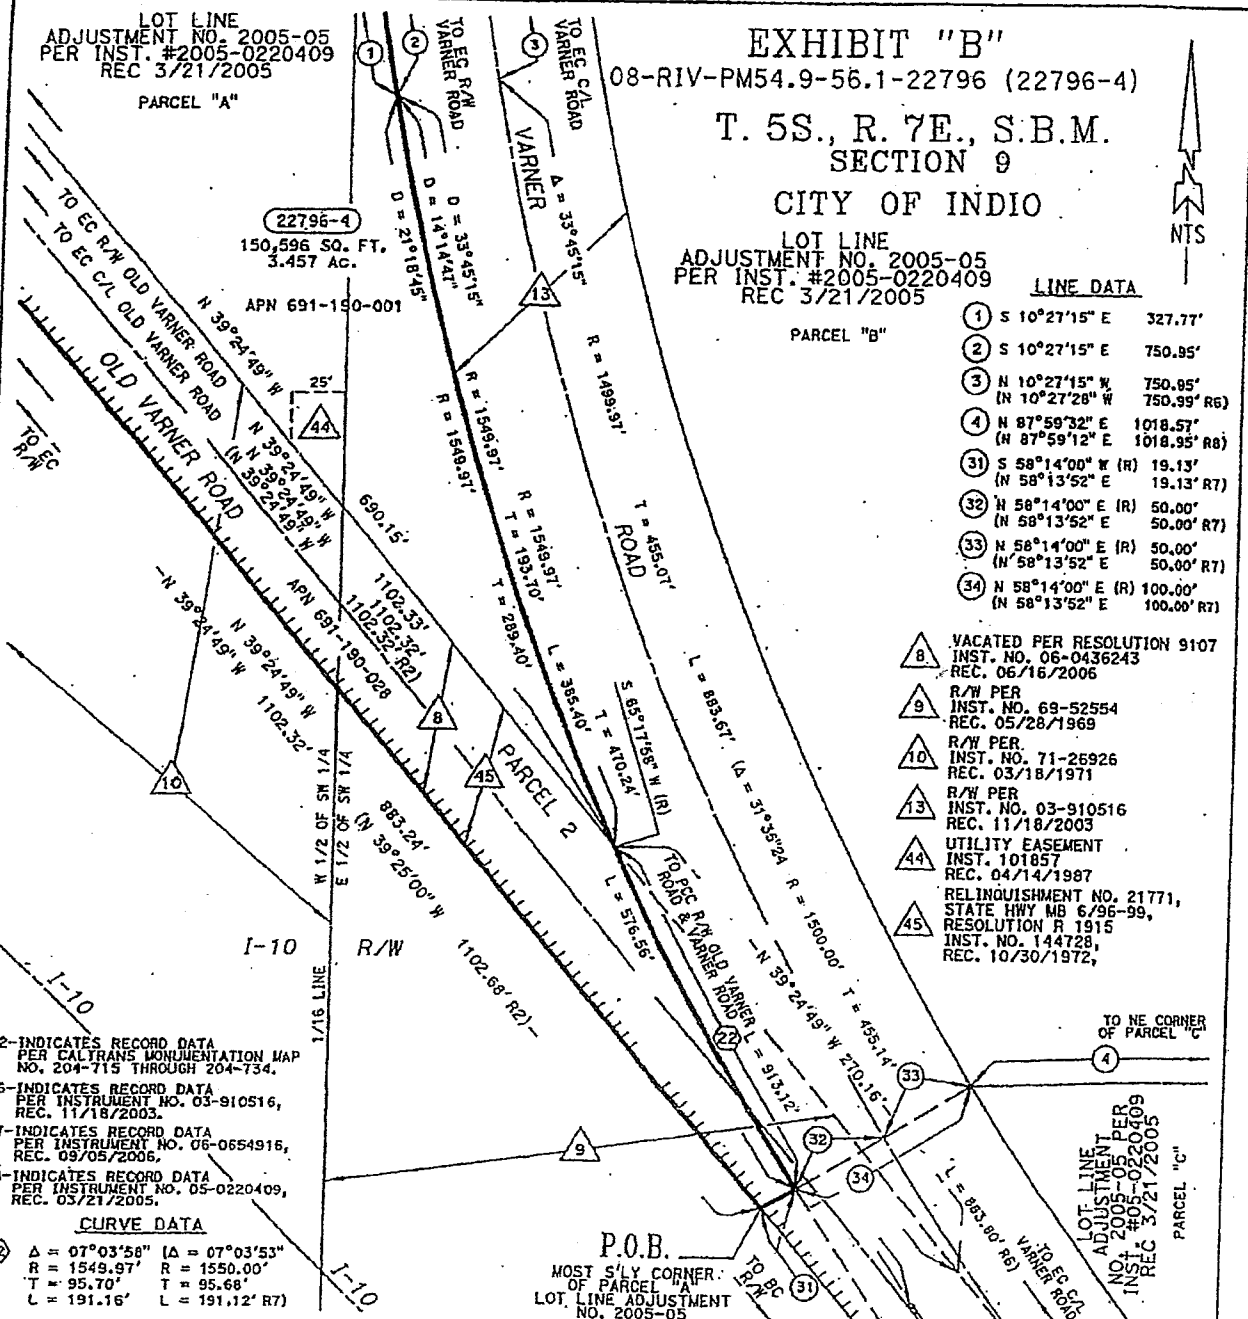 LOT LINE
ADJUSTMENT NO. 2005-05
PER INST. #2005-0220409
REC 3/21/2005
PARCEL "A"
1
2
3
TO EC R/W
VARNER ROAD
TO EC C/L
VARNER ROAD
EXHIBIT "B"
08-RIV-PM54.9-56.1-22796 (22796-4)
T. 5S., R. 7E., S.B.M.
SECTION 9
CITY OF INDIO
N
NTS
LOT LINE
ADJUSTMENT NO. 2005-05
PER INST. #2005-0220409
REC 3/21/2005
PARCEL "B"
22796-4
150,596 SQ. FT.
3.457 AC.
APN 691-190-001
D = 21°18'45"
D = 14°14'47"
D = 33°45'15"
Δ = 33°45'15"
VARNER
ROAD
13
TO EC R/W OLD VARNER ROAD
TO EC C/L OLD VARNER ROAD
N 39°24'49" W
OLD VARNER ROAD
TO EC
R/W
25'
44
N 39°24'49" W
N 39°24'49" W
N 39°24'49" W
(N 39°24'49" W
690.15'
1102.33'
1102.32'
1102.32' R2)
APN 691-190-028
N 39°24'49" W
N 39°24'49" W
1102.32'
R = 1549.97'
R = 1549.97'
R = 1549.97'
T = 193.70'
T = 289.40'
L = 385.40'
T = 470.24'
R = 1499.97'
T = 455.07'
L = 883.67'
(Δ = 31°35"24 R = 1500.00' T = 455.14'
S 65°17'58" W (R)
8
45
10
PARCEL 2
W 1/2 OF SW 1/4
E 1/2 OF SW 1/4
883.24'
(N 39°25'00" W
1102.68' R2)
L = 576.56'
TO PCC R/W OLD VARNER
ROAD & VARNER ROAD
N 39°24'49" W 270.16'
22
L = 913.12'
I-10 R/W
I-10
I-10
1/16 LINE
9
32
33
34
31
4
TO NE CORNER
OF PARCEL "C"
L = 883.80' R6)
TO EC C/L
VARNER ROAD
LOT LINE
ADJUSTMENT
NO. 2005-05 PER
INST. #05-0220409
REC 3/21/2005
PARCEL "C"
P.O.B.
MOST S'LY CORNER
OF PARCEL "A"
LOT LINE ADJUSTMENT
NO. 2005-05
TO BC
R/W
LINE DATA
1 S 10°27'15" E 327.77'
2 S 10°27'15" E 750.95'
3 N 10°27'15" W 750.95'
(N 10°27'28" W 750.99' R6)
4 N 87°59'32" E 1018.57'
(N 87°59'12" E 1018.95' R8)
31 S 58°14'00" W (R) 19.13'
(N 58°13'52" E 19.13' R7)
32 N 58°14'00" E (R) 50.00'
(N 58°13'52" E 50.00' R7)
33 N 58°14'00" E (R) 50.00'
(N 58°13'52" E 50.00' R7)
34 N 58°14'00" E (R) 100.00'
(N 58°13'52" E 100.00' R7)
8 VACATED PER RESOLUTION 9107
INST. NO. 06-0436243
REC. 06/16/2006
9 R/W PER
INST. NO. 69-52554
REC. 05/28/1969
10 R/W PER.
INST. NO. 71-26926
REC. 03/18/1971
13 R/W PER
INST. NO. 03-910516
REC. 11/18/2003
44 UTILITY EASEMENT
INST. 101857
REC. 04/14/1987
45 RELINQUISHMENT NO. 21771,
STATE HWY MB 6/96-99,
RESOLUTION R 1915
INST. NO. 144728,
REC. 10/30/1972,
2-INDICATES RECORD DATA
PER CALTRANS MONUMENTATION MAP
NO. 204-715 THROUGH 204-734.
-INDICATES RECORD DATA
PER INSTRUMENT NO. 03-910516,
REC. 11/18/2003.
-INDICATES RECORD DATA
PER INSTRUMENT NO. 06-0654916,
REC. 09/05/2006.
-INDICATES RECORD DATA
PER INSTRUMENT NO. 05-0220409,
REC. 03/21/2005.
CURVE DATA
Δ = 07°03'58" (Δ = 07°03'53"
R = 1549.97' R = 1550.00'
T = 95.70' T = 95.68'
L = 191.16' L = 191.12' R7)